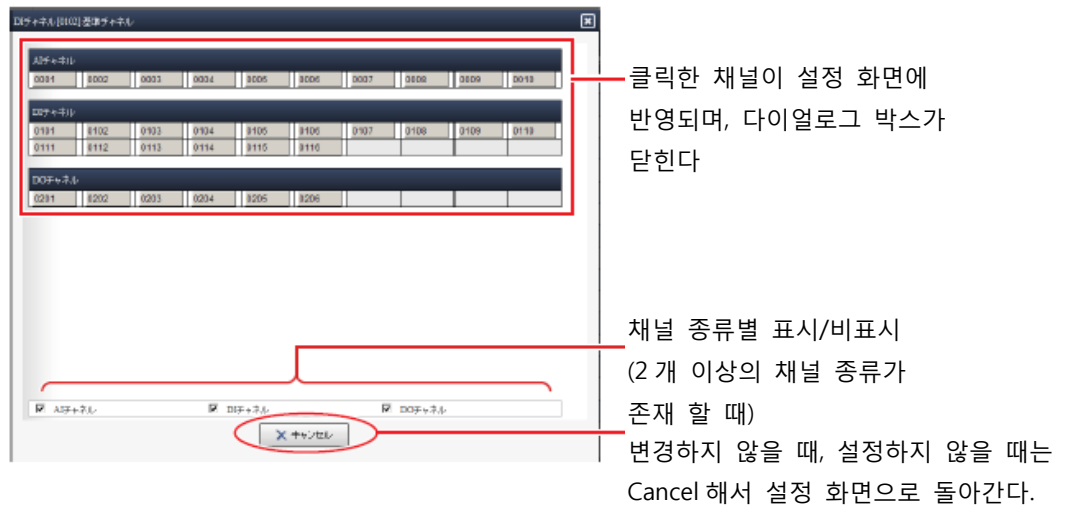 DIチャネル[0102]基準チャネル
AIチャネル
0001 0002 0003 0004 0005 0006 0007 0008 0009 0010
클릭한 채널이 설정 화면에
반영되며, 다이얼로그 박스가
닫힌다
DIチャネル
0101 0102 0103 0104 0105 0106 0107 0108 0109 0110
0111 0112 0113 0114 0115 0116
DOチャネル
0201 0202 0203 0204 0205 0206
채널 종류별 표시/비표시
(2 개 이상의 채널 종류가
존재 할 때)
AIチャネル DIチャネル DOチャネル
キャンセル
변경하지 않을 때, 설정하지 않을 때는
Cancel 해서 설정 화면으로 돌아간다.